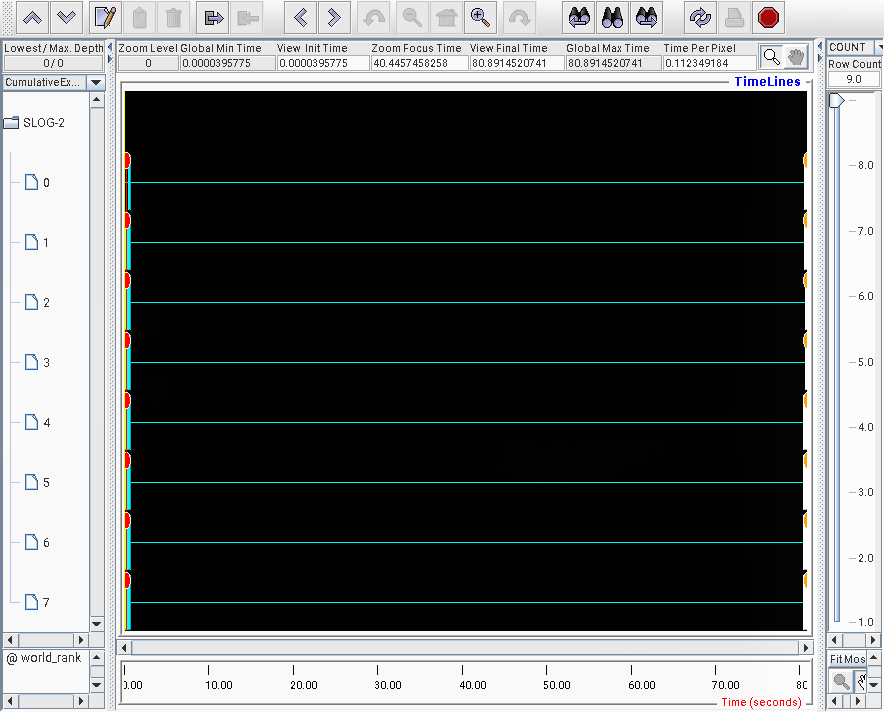 Lowest / Max. Depth Zoom Level Global Min Time View Init Time Zoom Focus Time View Final Time Global Max Time Time Per Pixel
0 / 0 0 0.0000395775 0.0000395775 40.4457458258 80.8914520741 80.8914520741 0.112349184
COUNT
Row Count
9.0
CumulativeEx...
TimeLines
SLOG-2
0
1
2
3
4
5
6
7
8.0
7.0
6.0
5.0
4.0
3.0
2.0
1.0
@ world_rank
Fit Mos
0.00 10.00 20.00 30.00 40.00 50.00 60.00 70.00 80
Time (seconds)